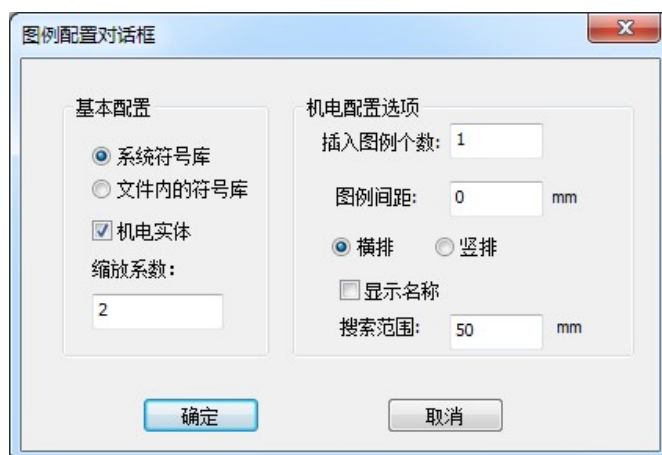 图例配置对话框
基本配置
系统符号库
文件内的符号库
机电实体
缩放系数:
2
机电配置选项
插入图例个数: 1
图例间距: 0 mm
横排 竖排
显示名称
搜索范围: 50 mm
确定 取消